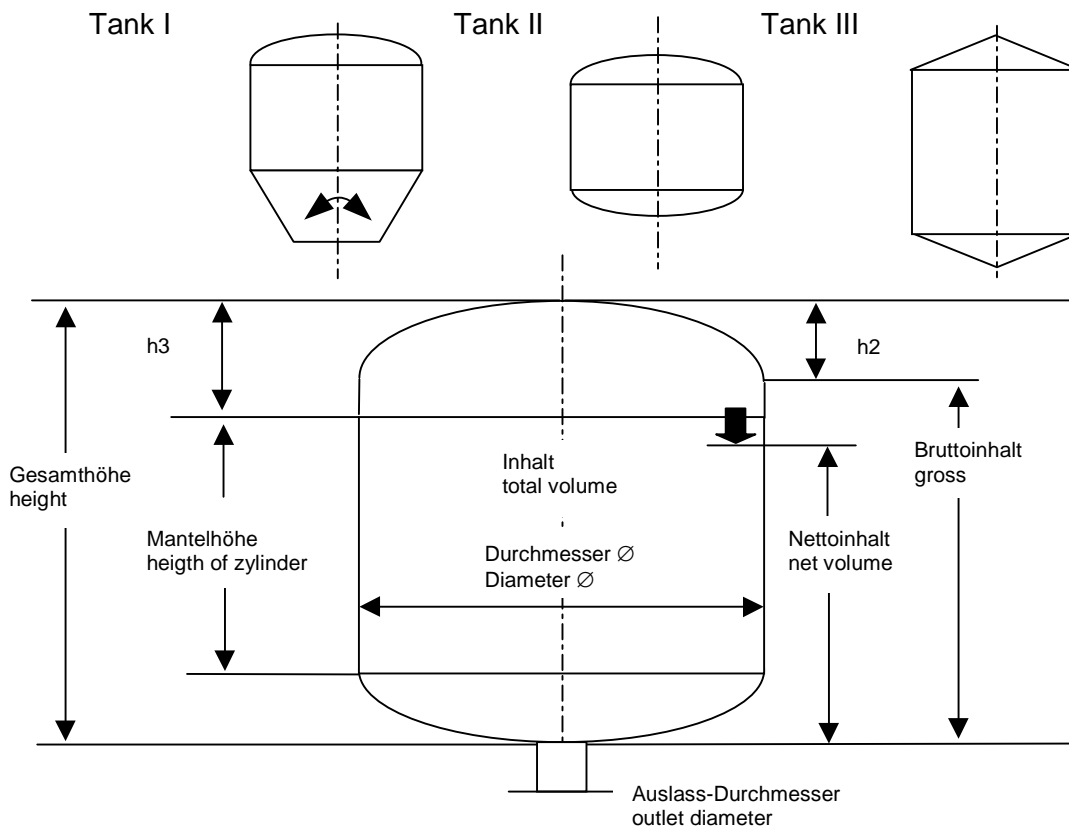 Tank I
Tank II
Tank III
h3
h2
Gesamthöhe
height
Inhalt
total volume
Bruttoinhalt
gross
Mantelhöhe
heigth of zylinder
Nettoinhalt
net volume
Durchmesser ∅
Diameter ∅
Auslass-Durchmesser
outlet diameter